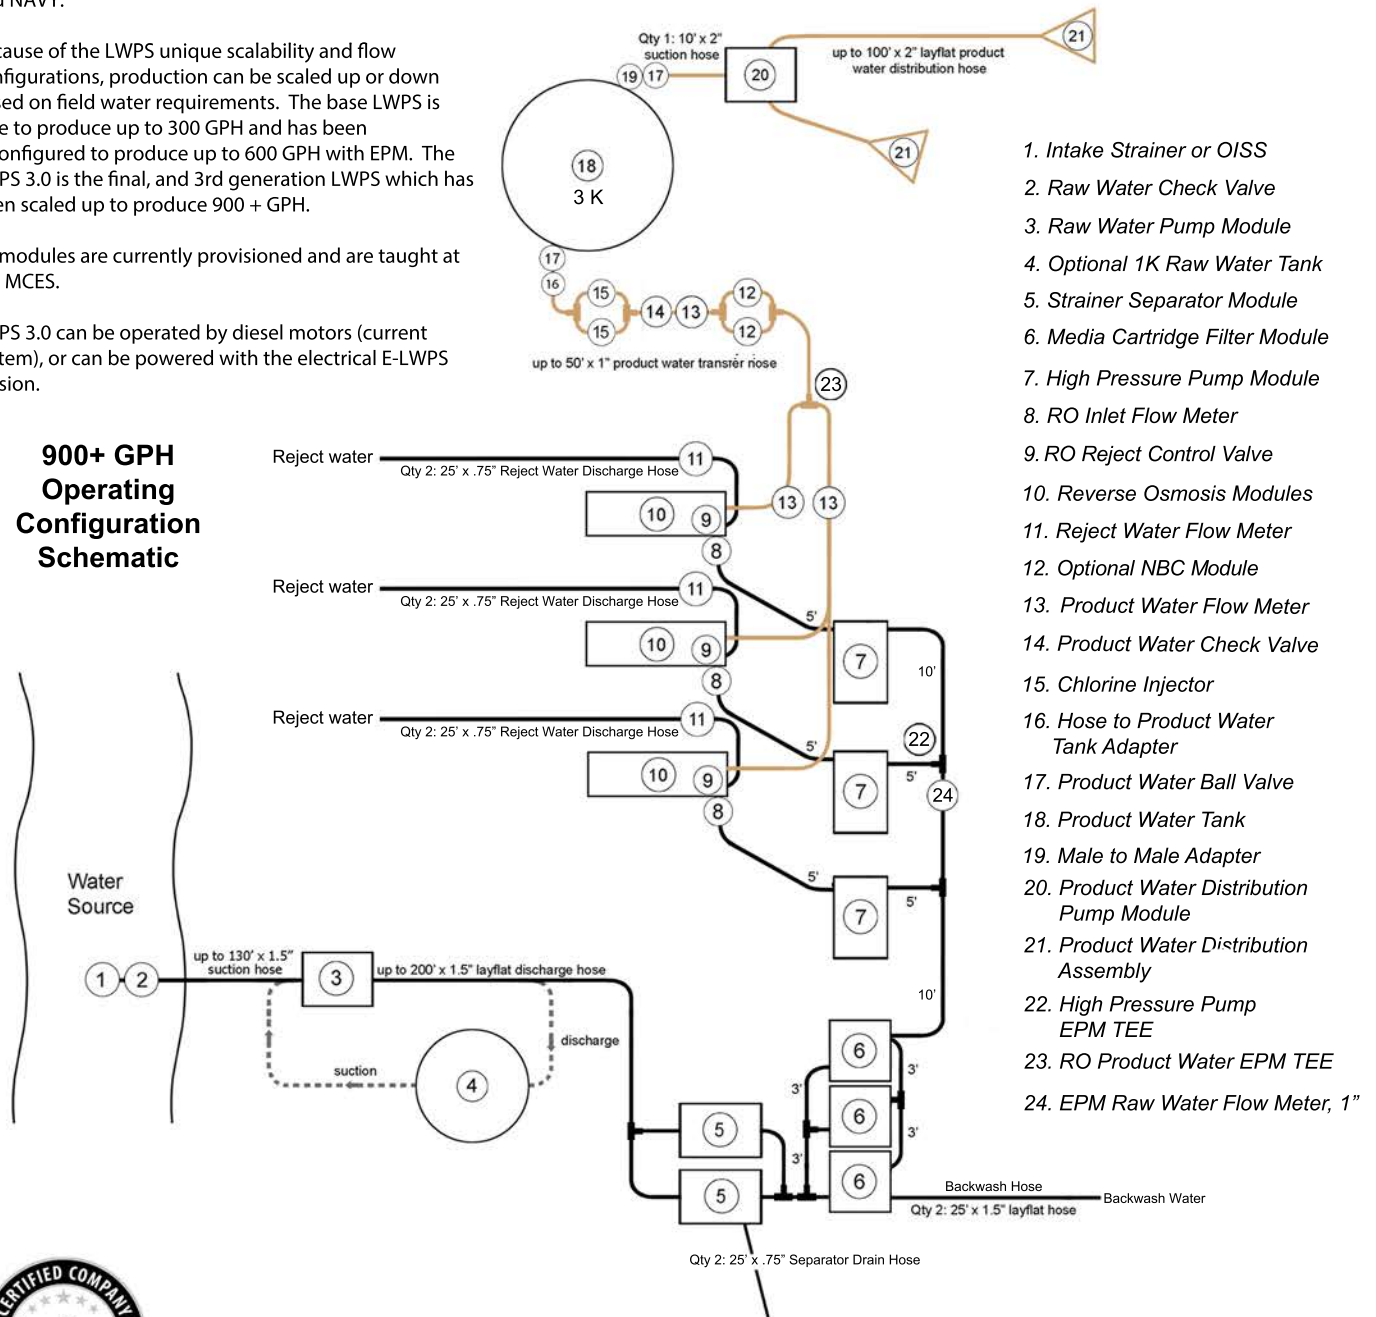 NAVY.
of the LWPS unique scalability and flow
production can be scaled up or down
on field water requirements. The base LWPS is
to produce up to 300 GPH and has been
to produce up to 600 GPH with EPM. The
3.0 is the final, and 3rd generation LWPS which has
scaled up to produce 900 + GPH.
modules are currently provisioned and are taught at
MCES.
3.0 can be operated by diesel motors (current
or can be powered with the electrical E-LWPS
900+ GPH
Operating
Configuration
Schematic
Qty 1: 10' x 2"
suction hose
19
17
20
up to 100' x 2" layflat product
water distribution hose
21
21
18
3 K
17
16
15
15
14
13
12
12
up to 50' x 1" product water transfer hose
23
Reject water
Qty 2: 25' x .75" Reject Water Discharge Hose
11
10
9
13
13
8
5'
7
10'
Reject water
Qty 2: 25' x .75" Reject Water Discharge Hose
11
10
9
8
5'
7
5'
22
24
Reject water
Qty 2: 25' x .75" Reject Water Discharge Hose
11
10
9
8
5'
7
5'
10'
Water
Source
1
2
up to 130' x 1.5"
suction hose
3
up to 200' x 1.5" layflat discharge hose
suction
discharge
4
5
5
6
6
6
3'
3'
3'
3'
Backwash Hose
Qty 2: 25' x 1.5" layflat hose
Backwash Water
Qty 2: 25' x .75" Separator Drain Hose
1. Intake Strainer or OISS
2. Raw Water Check Valve
3. Raw Water Pump Module
4. Optional 1K Raw Water Tank
5. Strainer Separator Module
6. Media Cartridge Filter Module
7. High Pressure Pump Module
8. RO Inlet Flow Meter
9. RO Reject Control Valve
10. Reverse Osmosis Modules
11. Reject Water Flow Meter
12. Optional NBC Module
13. Product Water Flow Meter
14. Product Water Check Valve
15. Chlorine Injector
16. Hose to Product Water
Tank Adapter
17. Product Water Ball Valve
18. Product Water Tank
19. Male to Male Adapter
20. Product Water Distribution
Pump Module
21. Product Water Distribution
Assembly
22. High Pressure Pump
EPM TEE
23. RO Product Water EPM TEE
24. EPM Raw Water Flow Meter, 1"
CERTIFIED COMPANY